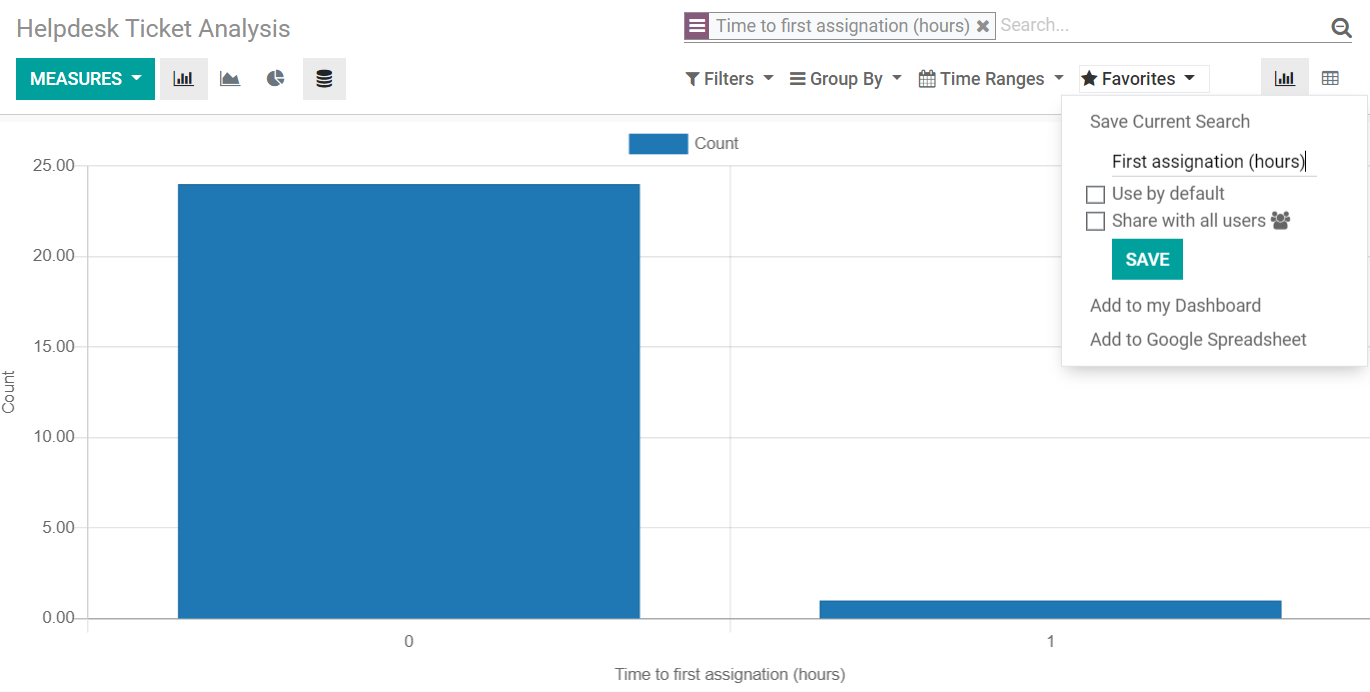 Helpdesk Ticket Analysis
Time to first assignation (hours) Search...
MEASURES
Filters Group By Time Ranges Favorites
Save Current Search
First assignation (hours)
Use by default
Share with all users
SAVE
Add to my Dashboard
Add to Google Spreadsheet
Count
25.00
20.00
15.00
10.00
5.00
0.00
Count
0 1
Time to first assignation (hours)